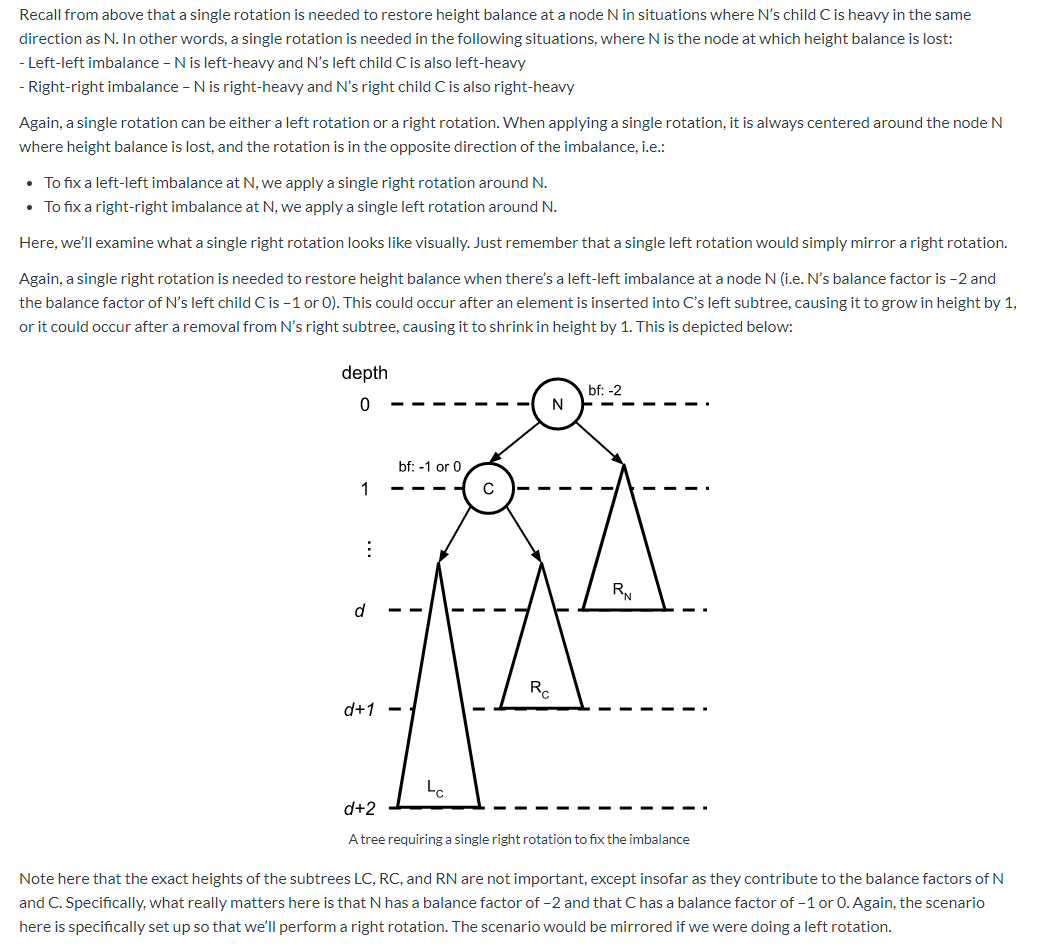 Recall from above that a single rotation is needed to restore height balance at a node N in situations where N's child C is heavy in the same
direction as N. In other words, a single rotation is needed in the following situations, where N is the node at which height balance is lost:
- Left-left imbalance – N is left-heavy and N's left child C is also left-heavy
- Right-right imbalance – N is right-heavy and N's right child C is also right-heavy
Again, a single rotation can be either a left rotation or a right rotation. When applying a single rotation, it is always centered around the node N
where height balance is lost, and the rotation is in the opposite direction of the imbalance, i.e.:
• To fix a left-left imbalance at N, we apply a single right rotation around N.
• To fix a right-right imbalance at N, we apply a single left rotation around N.
Here, we'll examine what a single right rotation looks like visually. Just remember that a single left rotation would simply mirror a right rotation.
Again, a single right rotation is needed to restore height balance when there's a left-left imbalance at a node N (i.e. N's balance factor is −2 and
the balance factor of N's left child C is −1 or 0). This could occur after an element is inserted into C's left subtree, causing it to grow in height by 1,
or it could occur after a removal from N's right subtree, causing it to shrink in height by 1. This is depicted below:
depth
0
N
bf: -2
bf: -1 or 0
1
C
⋮
d
R_N
R_C
d+1
L_C
d+2
A tree requiring a single right rotation to fix the imbalance
Note here that the exact heights of the subtrees LC, RC, and RN are not important, except insofar as they contribute to the balance factors of N
and C. Specifically, what really matters here is that N has a balance factor of −2 and that C has a balance factor of −1 or 0. Again, the scenario
here is specifically set up so that we'll perform a right rotation. The scenario would be mirrored if we were doing a left rotation.